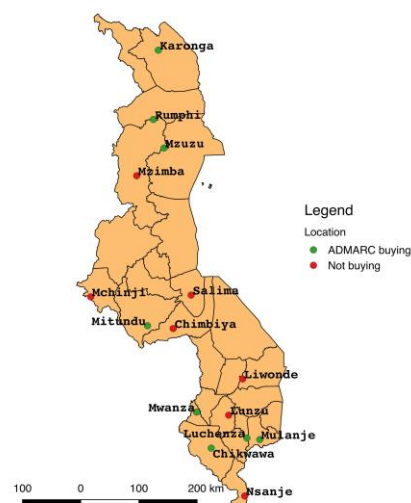 Karonga
Rumphi
Mzuzu
Mzimba
Legend
Location
ADMARC buying
Not buying
Mchinji
Salima
Mitundu
Chimbiya
Liwonde
Mwanza
Lunzu
Luchenza
Mulanje
Chikwawa
Nsanje
100 0 100 200 km